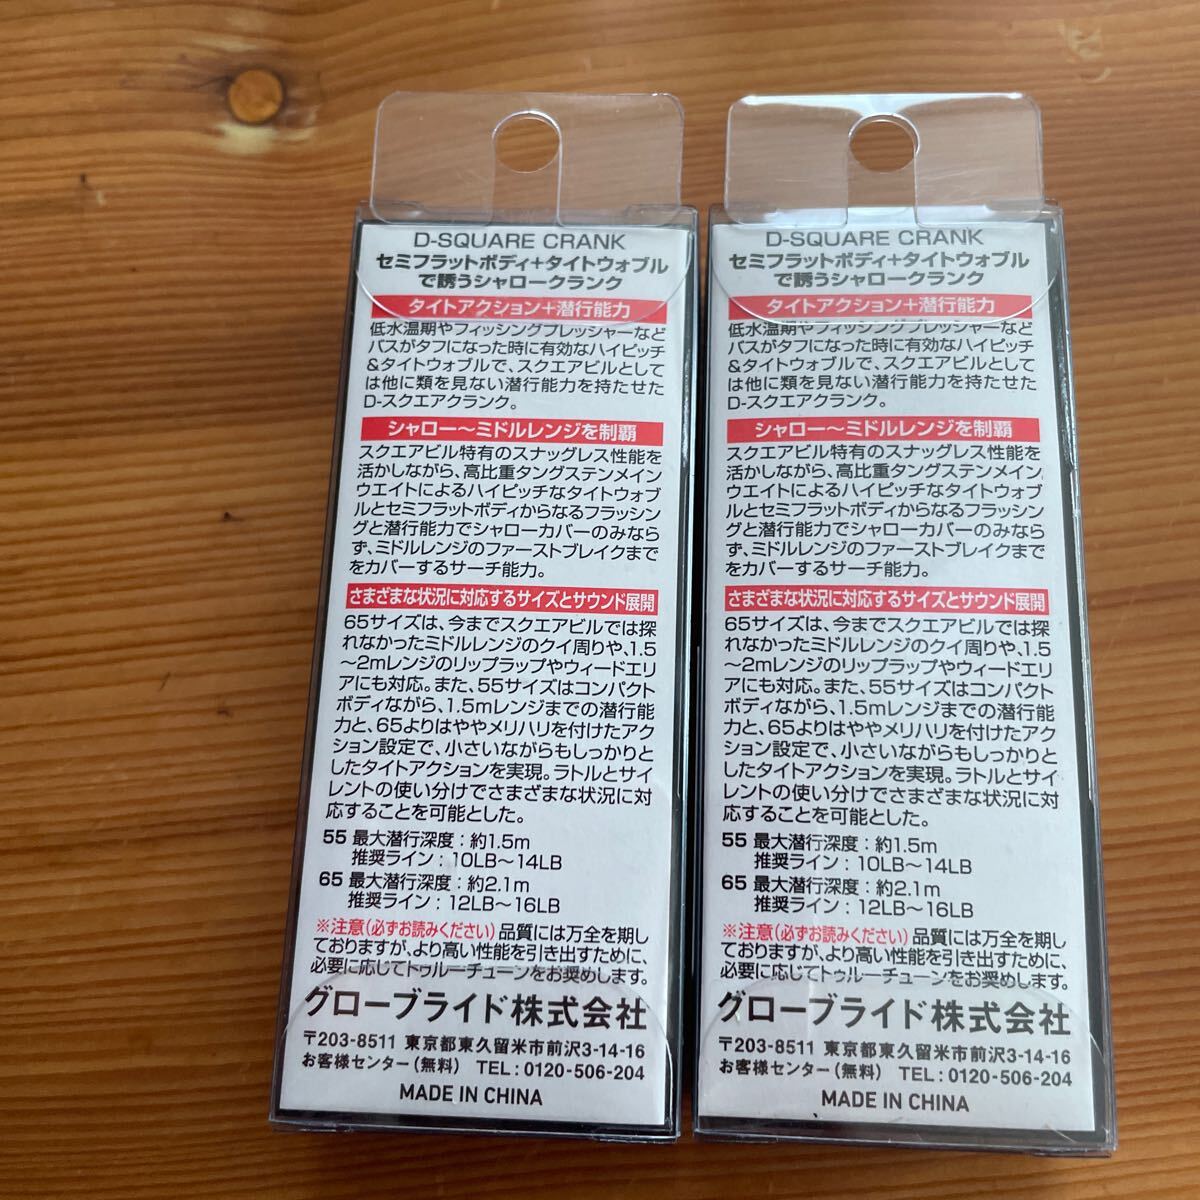 D-SQUARE CRANK
セミフラットボディ+タイトウォブル
で誘うシャロークランク
タイトアクション+潜行能力
低水温期やフィッシングプレッシャーなど
バスがタフになった時に有効なハイピッチ
&タイトウォブルで、スクエアビルとして
は他に類を見ない潜行能力を持たせた
D-スクエアクランク。
シャロー〜ミドルレンジを制覇
スクエアビル特有のスナッグレス性能を
活かしながら、高比重タングステンメイン
ウエイトによるハイピッチなタイトウォブ
ルとセミフラットボディからなるフラッシン
グと潜行能力でシャローカバーのみなら
ず、ミドルレンジのファーストブレイクまで
をカバーするサーチ能力。
さまざまな状況に対応するサイズとサウンド展開
65サイズは、今までスクエアビルでは探
れなかったミドルレンジのクイ周りや、1.5
〜2mレンジのリップラップやウィードエリ
アにも対応。また、55サイズはコンパクト
ボディながら、1.5mレンジまでの潜行能
力と、65よりはややメリハリを付けたアク
ション設定で、小さいながらもしっかりと
したタイトアクションを実現。ラトルとサイ
レントの使い分けでさまざまな状況に対
応することを可能とした。
55 最大潜行深度:約1.5m
推奨ライン:10LB〜14LB
65 最大潜行深度:約2.1m
推奨ライン:12LB〜16LB
※注意(必ずお読みください)品質には万全を期し
ておりますが、より高い性能を引き出すために、
必要に応じてトゥルーチューンをお奨めします。
グローブライド株式会社
〒203-8511 東京都東久留米市前沢3-14-16
お客様センター(無料) TEL:0120-506-204
MADE IN CHINA
D-SQUARE CRANK
セミフラットボディ+タイトウォブル
で誘うシャロークランク
タイトアクション+潜行能力
低水温期やフィッシングプレッシャーなど
バスがタフになった時に有効なハイピッチ
&タイトウォブルで、スクエアビルとして
は他に類を見ない潜行能力を持たせた
D-スクエアクランク。
シャロー〜ミドルレンジを制覇
スクエアビル特有のスナッグレス性能を
活かしながら、高比重タングステンメイン
ウエイトによるハイピッチなタイトウォブ
ルとセミフラットボディからなるフラッシン
グと潜行能力でシャローカバーのみなら
ず、ミドルレンジのファーストブレイクまで
をカバーするサーチ能力。
さまざまな状況に対応するサイズとサウンド展開
65サイズは、今までスクエアビルでは探
れなかったミドルレンジのクイ周りや、1.5
〜2mレンジのリップラップやウィードエリ
アにも対応。また、55サイズはコンパクト
ボディながら、1.5mレンジまでの潜行能
力と、65よりはややメリハリを付けたアク
ション設定で、小さいながらもしっかりと
したタイトアクションを実現。ラトルとサイ
レントの使い分けでさまざまな状況に対
応することを可能とした。
55 最大潜行深度:約1.5m
推奨ライン:10LB〜14LB
65 最大潜行深度:約2.1m
推奨ライン:12LB〜16LB
※注意(必ずお読みください)品質には万全を期し
ておりますが、より高い性能を引き出すために、
必要に応じてトゥルーチューンをお奨めします。
グローブライド株式会社
〒203-8511 東京都東久留米市前沢3-14-16
お客様センター(無料) TEL:0120-506-204
MADE IN CHINA